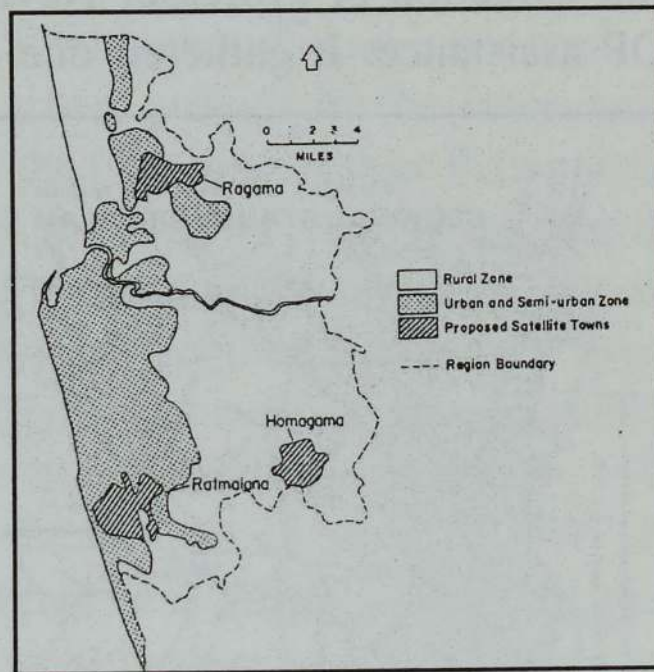 0 2 3 4
MILES
Ragama
Rural Zone
Urban and Semi-urban Zone
Proposed Satellite Towns
Region Boundary
Homagama
Ratmalana